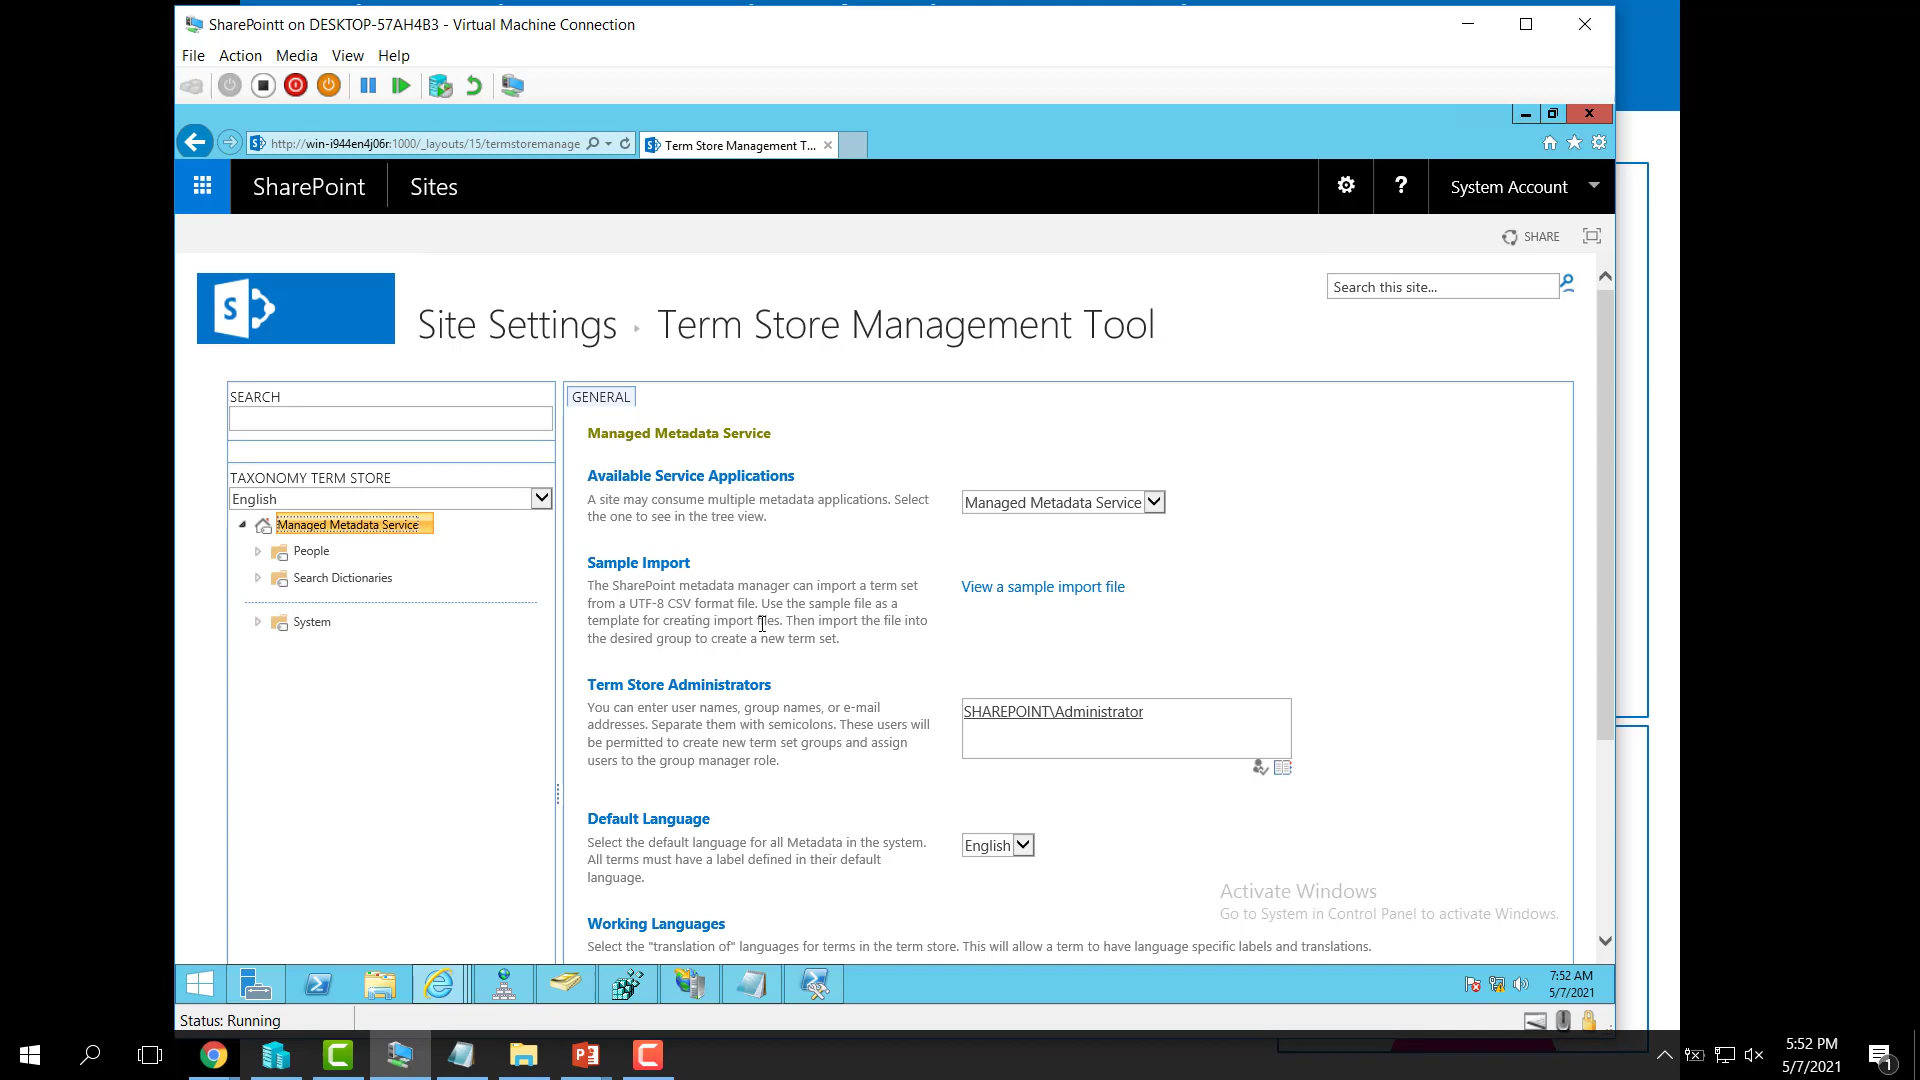 SharePointt on DESKTOP-57AH4B3 - Virtual Machine Connection
File Action Media View Help
http://win-i944en4j06r:1000/_layouts/15/termstoremanage
Term Store Management T...
SharePoint Sites
? System Account
SHARE
Search this site...
Site Settings Term Store Management Tool
SEARCH
TAXONOMY TERM STORE
English
Managed Metadata Service
People
Search Dictionaries
System
GENERAL
Managed Metadata Service
Available Service Applications
A site may consume multiple metadata applications. Select
the one to see in the tree view.
Managed Metadata Service
Sample Import
The SharePoint metadata manager can import a term set
from a UTF-8 CSV format file. Use the sample file as a
template for creating import files. Then import the file into
the desired group to create a new term set.
View a sample import file
Term Store Administrators
You can enter user names, group names, or e-mail
addresses. Separate them with semicolons. These users will
be permitted to create new term set groups and assign
users to the group manager role.
SHAREPOINT\Administrator
Default Language
Select the default language for all Metadata in the system.
All terms must have a label defined in their default
language.
English
Activate Windows
Go to System in Control Panel to activate Windows.
Working Languages
Select the "translation of" languages for terms in the term store. This will allow a term to have language specific labels and translations.
7:52 AM
5/7/2021
Status: Running
5:52 PM
5/7/2021
1